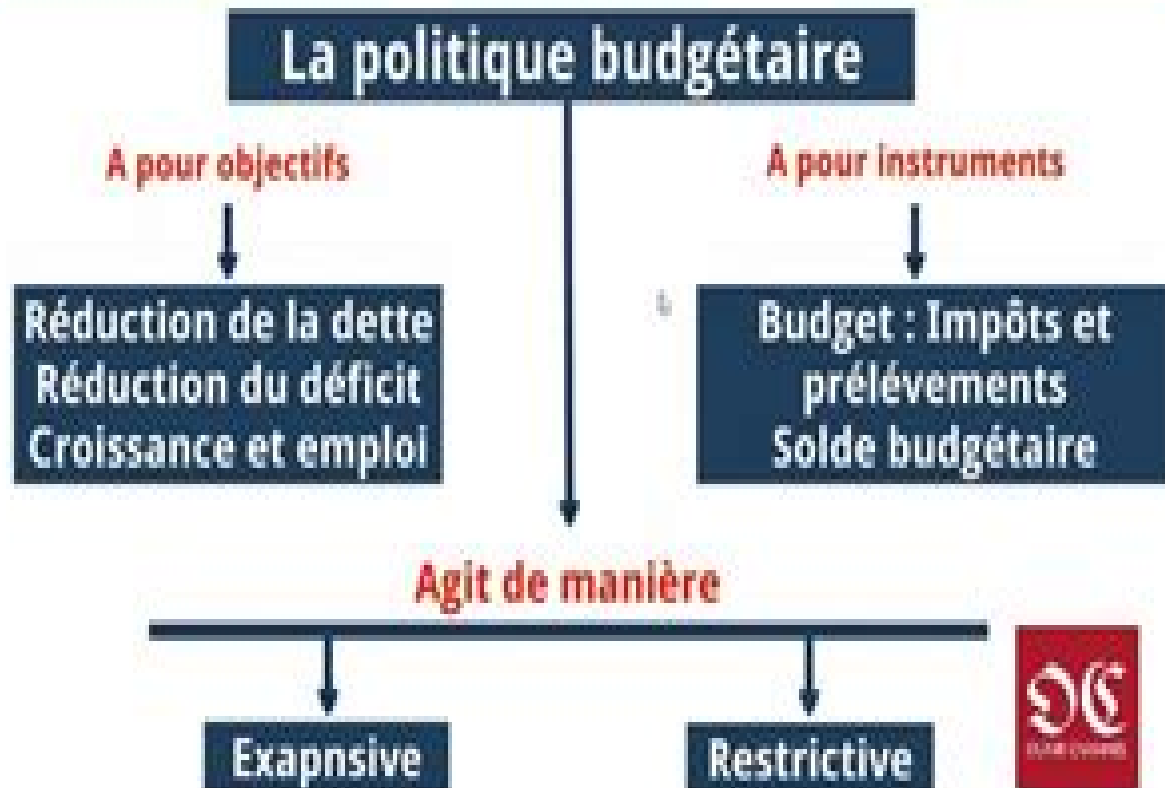 La politique budgétaire
A pour objectifs
A pour instruments
Réduction de la dette
Réduction du déficit
Croissance et emploi
Budget : Impôts et
prélévements
Solde budgétaire
Agit de manière
Exapnsive
Restrictive